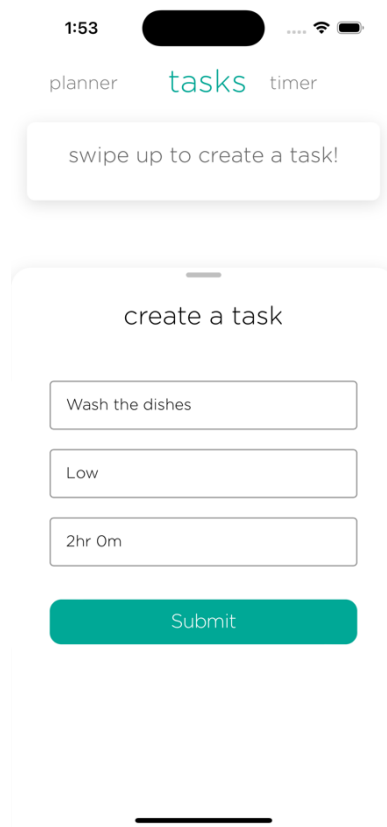 1:53
planner tasks timer
swipe up to create a task!
create a task
Wash the dishes
Low
2hr 0m
Submit